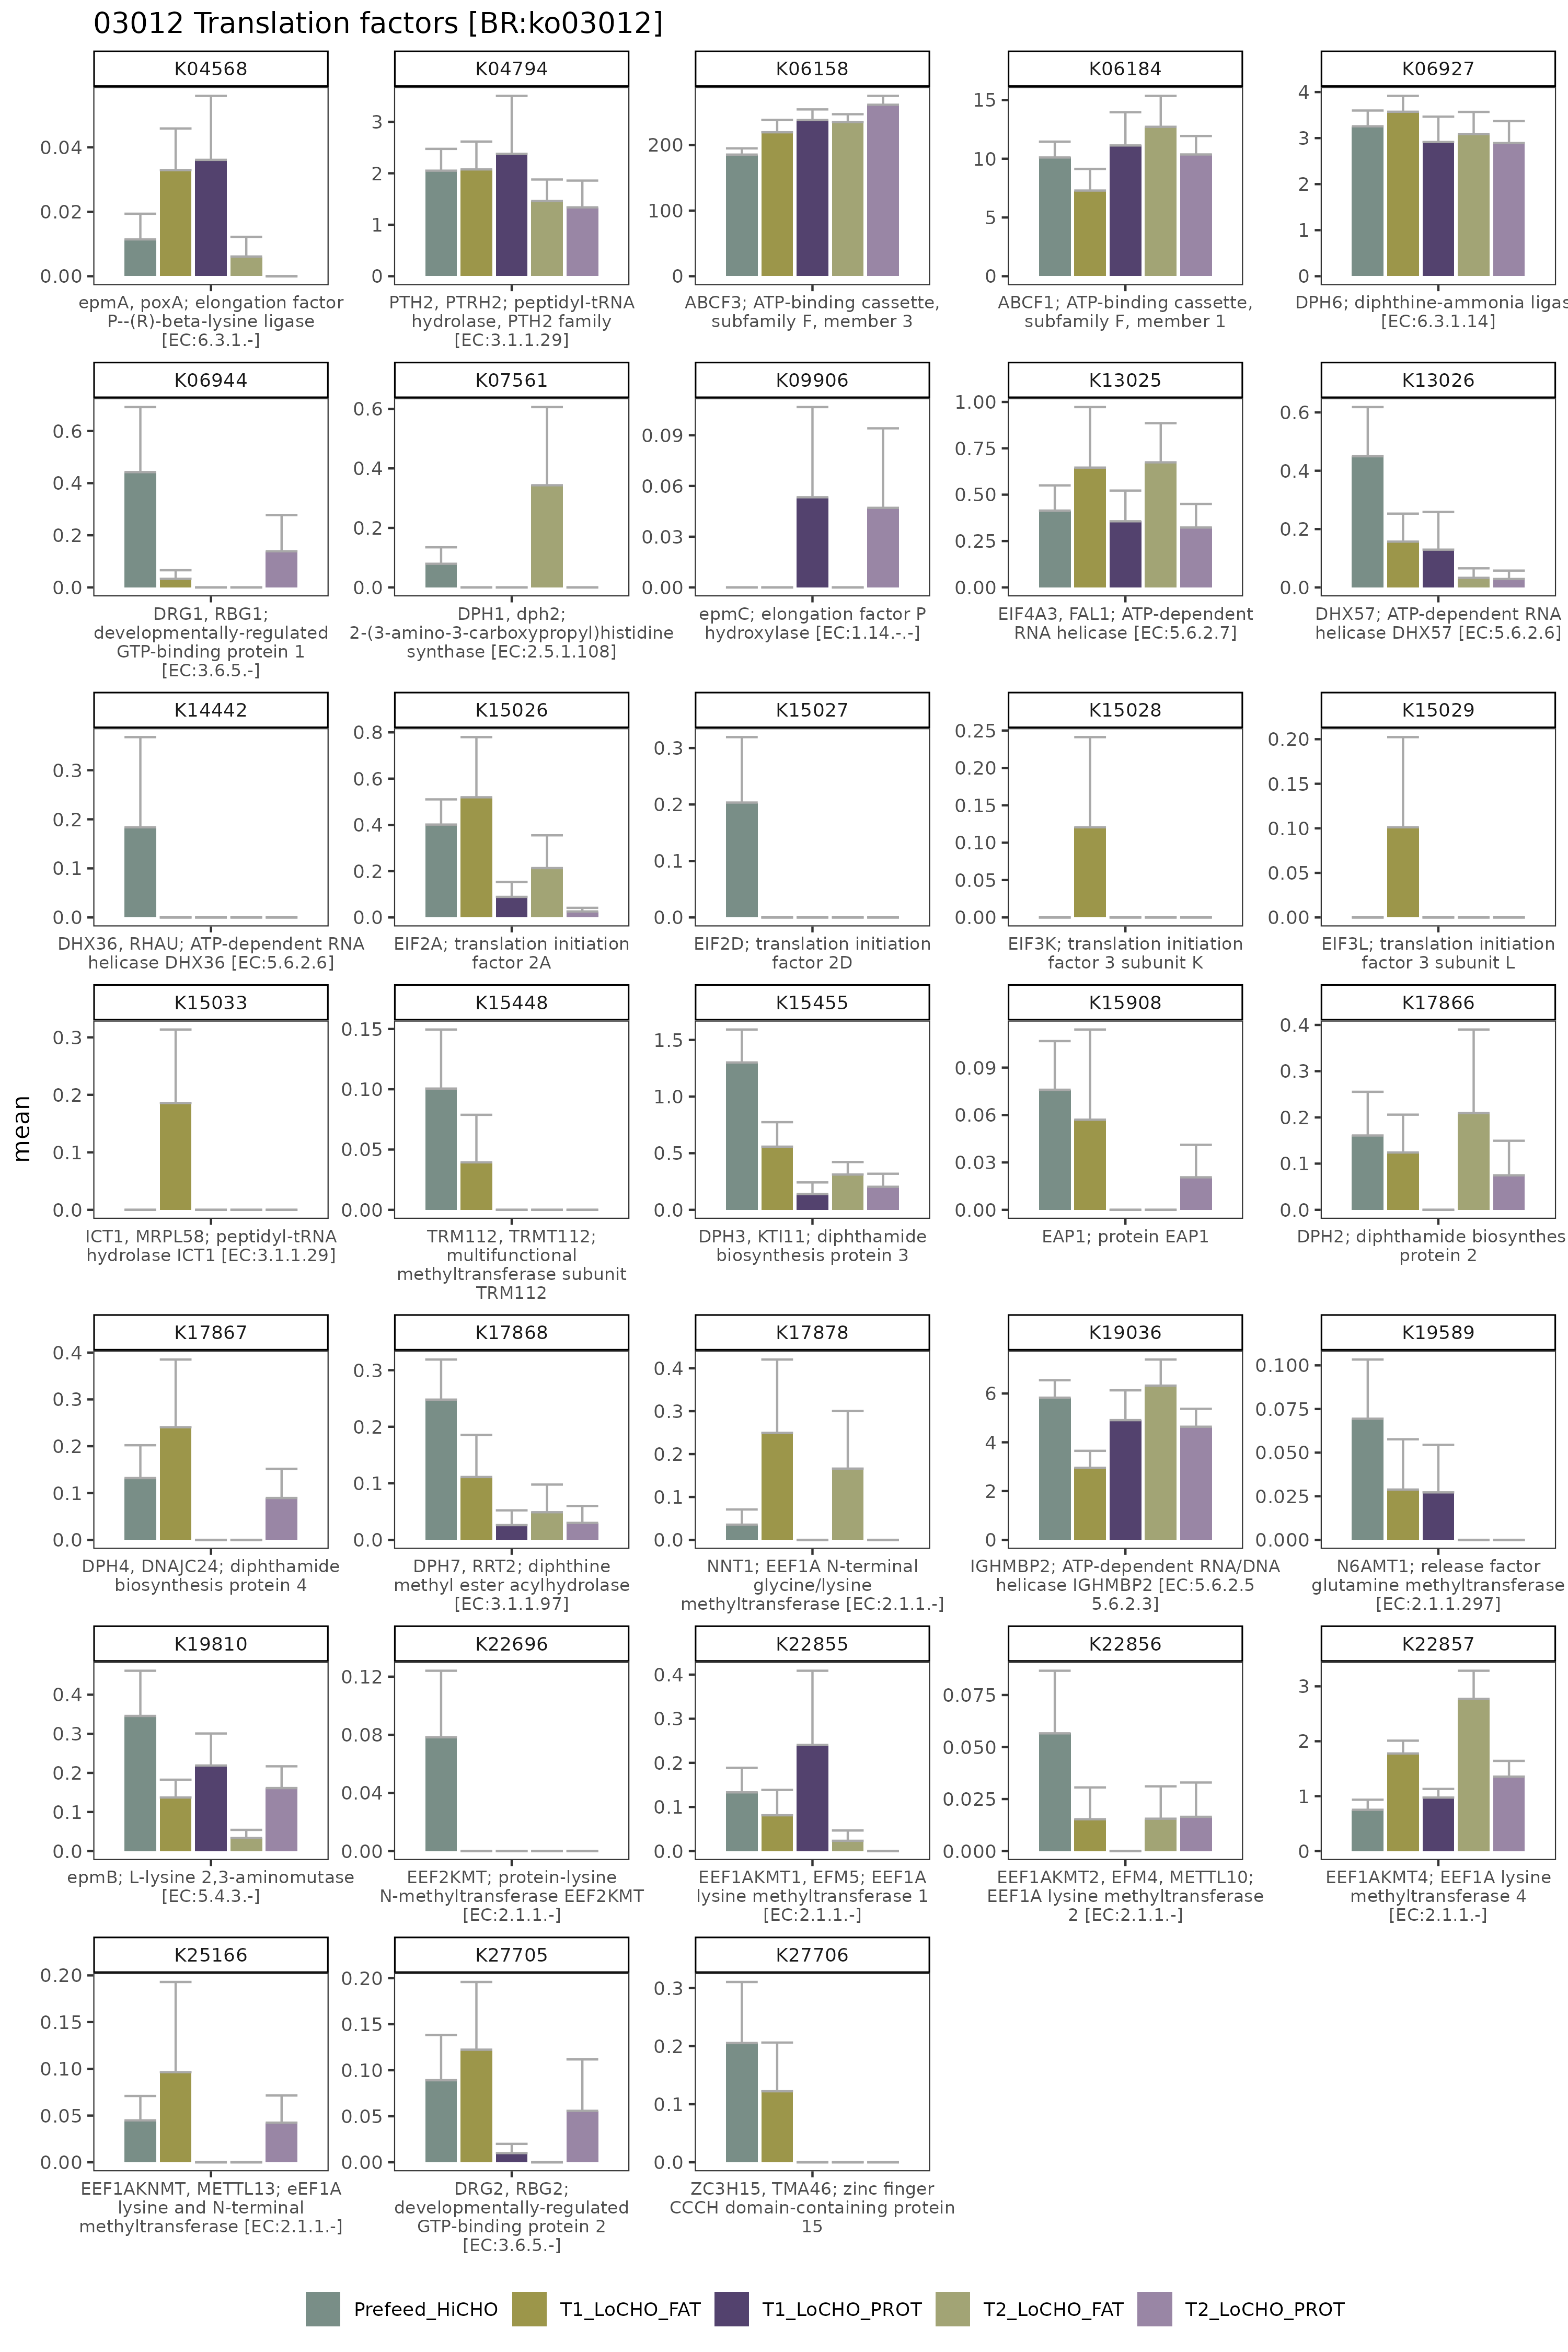 03012 Translation factors [BR:ko03012]
K04568
K04794
K06158
K06184
K06927
0.04
0.02
0.00
3
2
1
0
200
100
0
15
10
5
0
4
3
2
1
0
epmA, poxA; elongation factor
P--(R)-beta-lysine ligase
[EC:6.3.1.-]
PTH2, PTRH2; peptidyl-tRNA
hydrolase, PTH2 family
[EC:3.1.1.29]
ABCF3; ATP-binding cassette,
subfamily F, member 3
ABCF1; ATP-binding cassette,
subfamily F, member 1
DPH6; diphthine-ammonia ligas
[EC:6.3.1.14]
K06944
K07561
K09906
K13025
K13026
0.6
0.4
0.2
0.0
0.6
0.4
0.2
0.0
0.09
0.06
0.03
0.00
1.00
0.75
0.50
0.25
0.00
0.6
0.4
0.2
0.0
DRG1, RBG1;
developmentally-regulated
GTP-binding protein 1
[EC:3.6.5.-]
DPH1, dph2;
2-(3-amino-3-carboxypropyl)histidine
synthase [EC:2.5.1.108]
epmC; elongation factor P
hydroxylase [EC:1.14.-.-]
EIF4A3, FAL1; ATP-dependent
RNA helicase [EC:5.6.2.7]
DHX57; ATP-dependent RNA
helicase DHX57 [EC:5.6.2.6]
K14442
K15026
K15027
K15028
K15029
0.3
0.2
0.1
0.0
0.8
0.6
0.4
0.2
0.0
0.3
0.2
0.1
0.0
0.25
0.20
0.15
0.10
0.05
0.00
0.20
0.15
0.10
0.05
0.00
DHX36, RHAU; ATP-dependent RNA
helicase DHX36 [EC:5.6.2.6]
EIF2A; translation initiation
factor 2A
EIF2D; translation initiation
factor 2D
EIF3K; translation initiation
factor 3 subunit K
EIF3L; translation initiation
factor 3 subunit L
mean
K15033
K15448
K15455
K15908
K17866
0.3
0.2
0.1
0.0
0.15
0.10
0.05
0.00
1.5
1.0
0.5
0.0
0.09
0.06
0.03
0.00
0.4
0.3
0.2
0.1
0.0
ICT1, MRPL58; peptidyl-tRNA
hydrolase ICT1 [EC:3.1.1.29]
TRM112, TRMT112;
multifunctional
methyltransferase subunit
TRM112
DPH3, KTI11; diphthamide
biosynthesis protein 3
EAP1; protein EAP1
DPH2; diphthamide biosynthes
protein 2
K17867
K17868
K17878
K19036
K19589
0.4
0.3
0.2
0.1
0.0
0.3
0.2
0.1
0.0
0.4
0.3
0.2
0.1
0.0
6
4
2
0
0.100
0.075
0.050
0.025
0.000
DPH4, DNAJC24; diphthamide
biosynthesis protein 4
DPH7, RRT2; diphthine
methyl ester acylhydrolase
[EC:3.1.1.97]
NNT1; EEF1A N-terminal
glycine/lysine
methyltransferase [EC:2.1.1.-]
IGHMBP2; ATP-dependent RNA/DNA
helicase IGHMBP2 [EC:5.6.2.5
5.6.2.3]
N6AMT1; release factor
glutamine methyltransferase
[EC:2.1.1.297]
K19810
K22696
K22855
K22856
K22857
0.4
0.3
0.2
0.1
0.0
0.12
0.08
0.04
0.00
0.4
0.3
0.2
0.1
0.0
0.075
0.050
0.025
0.000
3
2
1
0
epmB; L-lysine 2,3-aminomutase
[EC:5.4.3.-]
EEF2KMT; protein-lysine
N-methyltransferase EEF2KMT
[EC:2.1.1.-]
EEF1AKMT1, EFM5; EEF1A
lysine methyltransferase 1
[EC:2.1.1.-]
EEF1AKMT2, EFM4, METTL10;
EEF1A lysine methyltransferase
2 [EC:2.1.1.-]
EEF1AKMT4; EEF1A lysine
methyltransferase 4
[EC:2.1.1.-]
K25166
K27705
K27706
0.20
0.15
0.10
0.05
0.00
0.20
0.15
0.10
0.05
0.00
0.3
0.2
0.1
0.0
EEF1AKNMT, METTL13; eEF1A
lysine and N-terminal
methyltransferase [EC:2.1.1.-]
DRG2, RBG2;
developmentally-regulated
GTP-binding protein 2
[EC:3.6.5.-]
ZC3H15, TMA46; zinc finger
CCCH domain-containing protein
15
Prefeed_HiCHO
T1_LoCHO_FAT
T1_LoCHO_PROT
T2_LoCHO_FAT
T2_LoCHO_PROT